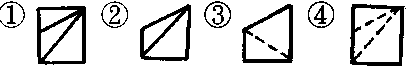 ① ② ③ ④